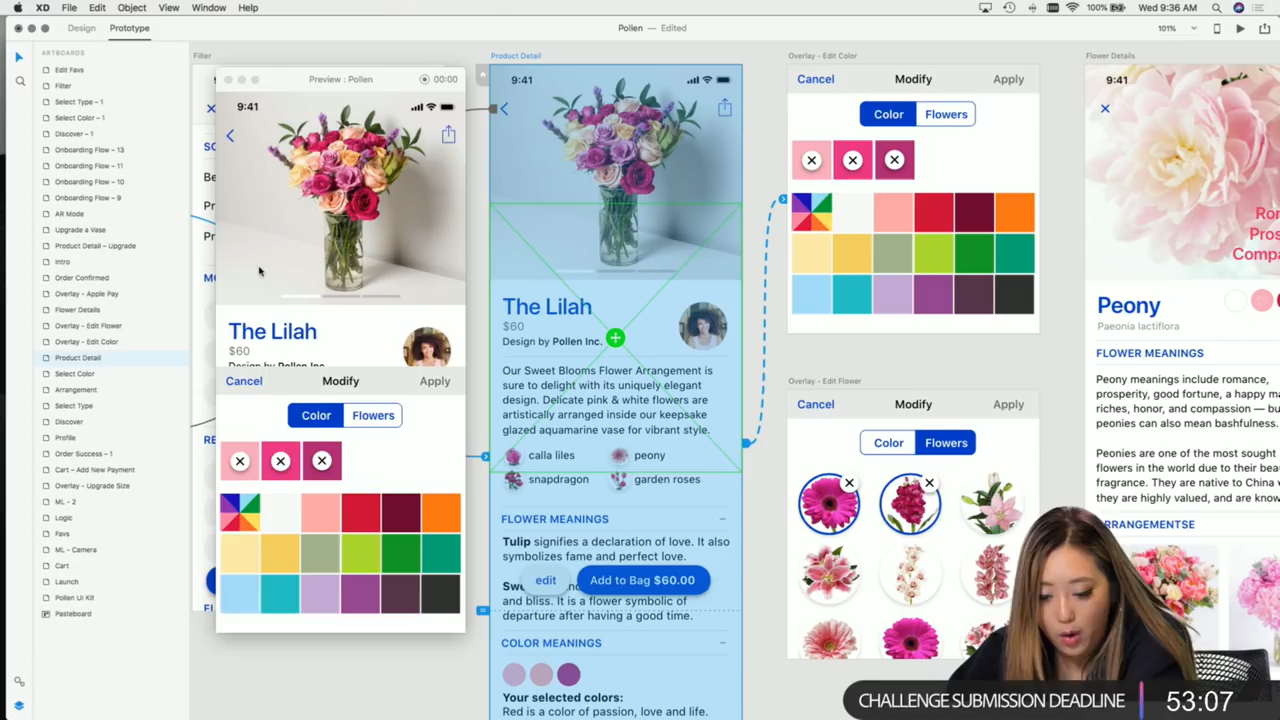 XD File Edit Object View Window Help
100% Wed 9:36 AM
Design Prototype
Pollen — Edited
101%
ARTBOARDS
Edit Favs
Filter
Select Type – 1
Select Color – 1
Discover – 1
Onboarding Flow – 13
Onboarding Flow – 11
Onboarding Flow – 10
Onboarding Flow – 9
AR Mode
Upgrade a Vase
Product Detail – Upgrade
Intro
Order Confirmed
Overlay - Apple Pay
Flower Details
Overlay - Edit Flower
Overlay - Edit Color
Product Detail
Select Color
Arrangement
Select Type
Discover
Profile
Order Success – 1
Cart – Add New Payment
Overlay – Upgrade Size
ML - 2
Logic
Favs
ML - Camera
Cart
Launch
Pollen UI Kit
Pasteboard
Filter
Be
Pr
Pr
Preview : Pollen
00:00
9:41
The Lilah
$60
Design by Pollen Inc.
Cancel Modify Apply
Color Flowers
Product Detail
9:41
The Lilah
$60
Design by Pollen Inc.
Our Sweet Blooms Flower Arrangement is
sure to delight with its uniquely elegant
design. Delicate pink & white flowers are
artistically arranged inside our keepsake
glazed aquamarine vase for vibrant style.
calla lilies peony
snapdragon garden roses
FLOWER MEANINGS –
Tulip signifies a declaration of love. It also
symbolizes fame and perfect love.
edit Add to Bag $60.00
and bliss. It is a flower symbolic of
departure after having a good time.
COLOR MEANINGS –
Your selected colors:
Red is a color of passion, love and life.
Overlay - Edit Color
Cancel Modify Apply
Color Flowers
Overlay - Edit Flower
Cancel Modify Apply
Color Flowers
Flower Details
9:41
Ro
Pros
Compa
Peony
Paeonia lactiflora
FLOWER MEANINGS
Peony meanings include romance,
prosperity, good fortune, a happy ma
riches, honor, and compassion — bu
peonies can also mean bashfulness.
Peonies are one of the most sought
flowers in the world due to their beau
fragrance. They are native to China w
they are highly valued, and are know
ARRANGEMENTSE
CHALLENGE SUBMISSION DEADLINE 53:07